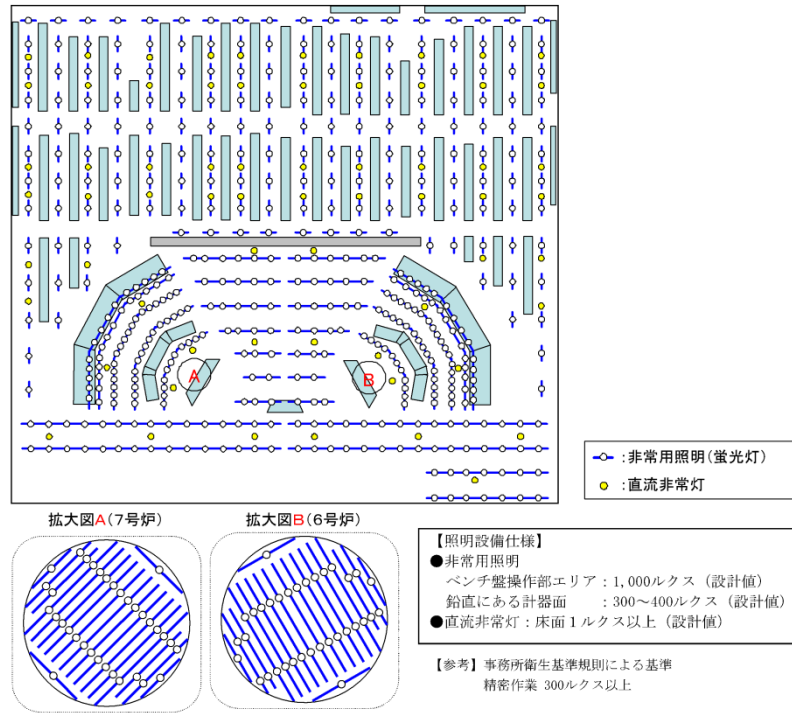 A
B
:非常用照明(蛍光灯)
:直流非常灯
拡大図A(7号炉)
拡大図B(6号炉)
【照明設備仕様】
●非常用照明
ベンチ盤操作部エリア:1,000ルクス(設計値)
鉛直にある計器面 :300~400ルクス(設計値)
●直流非常灯:床面1ルクス以上(設計値)
【参考】事務所衛生基準規則による基準
精密作業 300ルクス以上